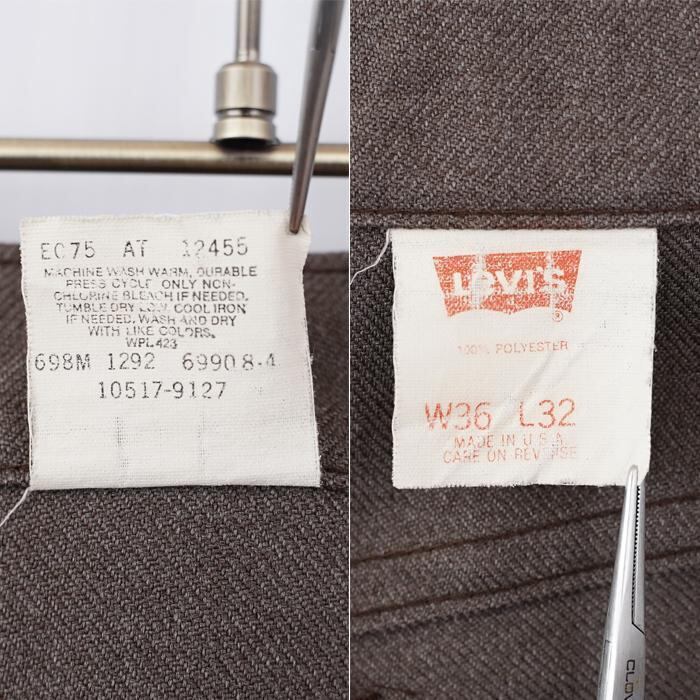 EC75 AT 12455
MACHINE WASH WARM, DURABLE
PRESS CYCLE ONLY NON-
CHLORINE BLEACH IF NEEDED.
TUMBLE DRY LOW. COOL IRON
IF NEEDED. WASH AND DRY
WITH LIKE COLORS.
WPL 423
698M 1292 6990 8-4
10517-9127
LEVI'S
®
100% POLYESTER
W36 L32
MADE IN U.S.A.
CARE ON REVERSE